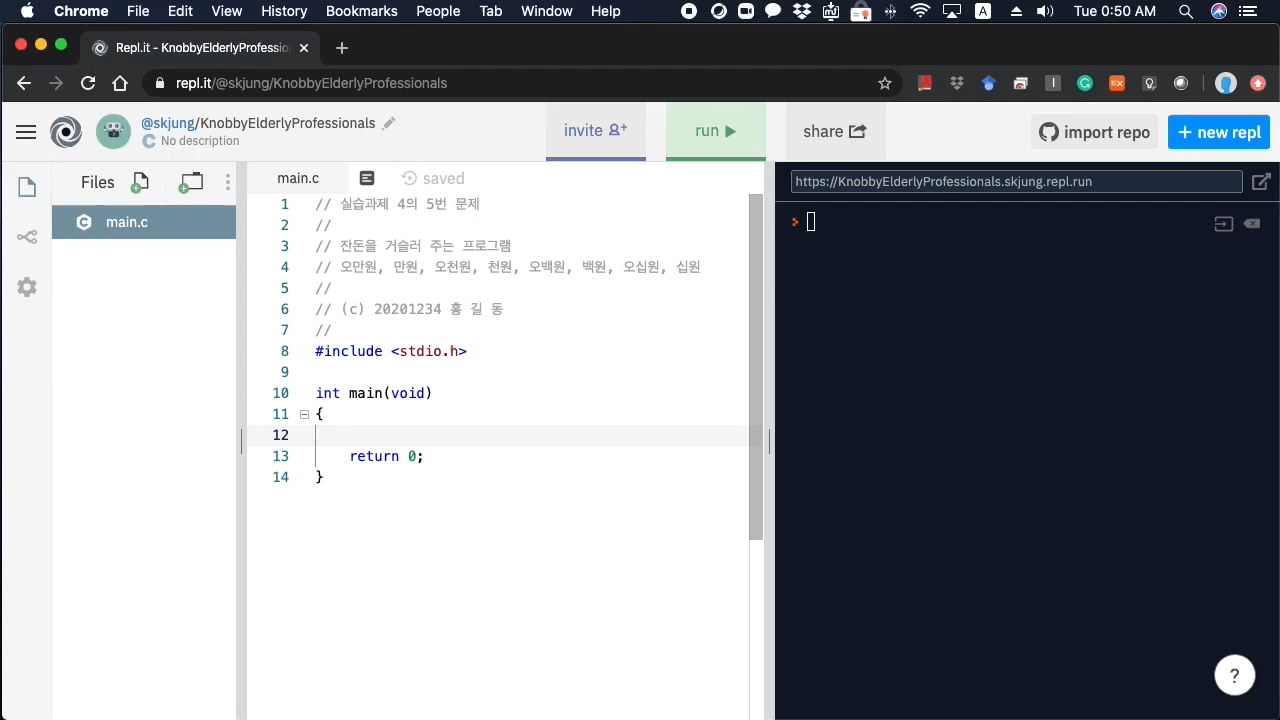 Chrome File Edit View History Bookmarks People Tab Window Help Tue 0:50 AM
Repl.it - KnobbyElderlyProfessio
repl.it/@skjung/KnobbyElderlyProfessionals
@skjung/KnobbyElderlyProfessionals
No description
invite
run
share
import repo
+ new repl
Files
main.c
saved
https://KnobbyElderlyProfessionals.skjung.repl.run
main.c
1 // 실습과제 4의 5번 문제
2 //
3 // 잔돈을 거슬러 주는 프로그램
4 // 오만원, 만원, 오천원, 천원, 오백원, 백원, 오십원, 십원
5 //
6 // (c) 20201234 홍 길 동
7 //
8 #include <stdio.h>
9
10 int main(void)
11 {
12
13 return 0;
14 }
?